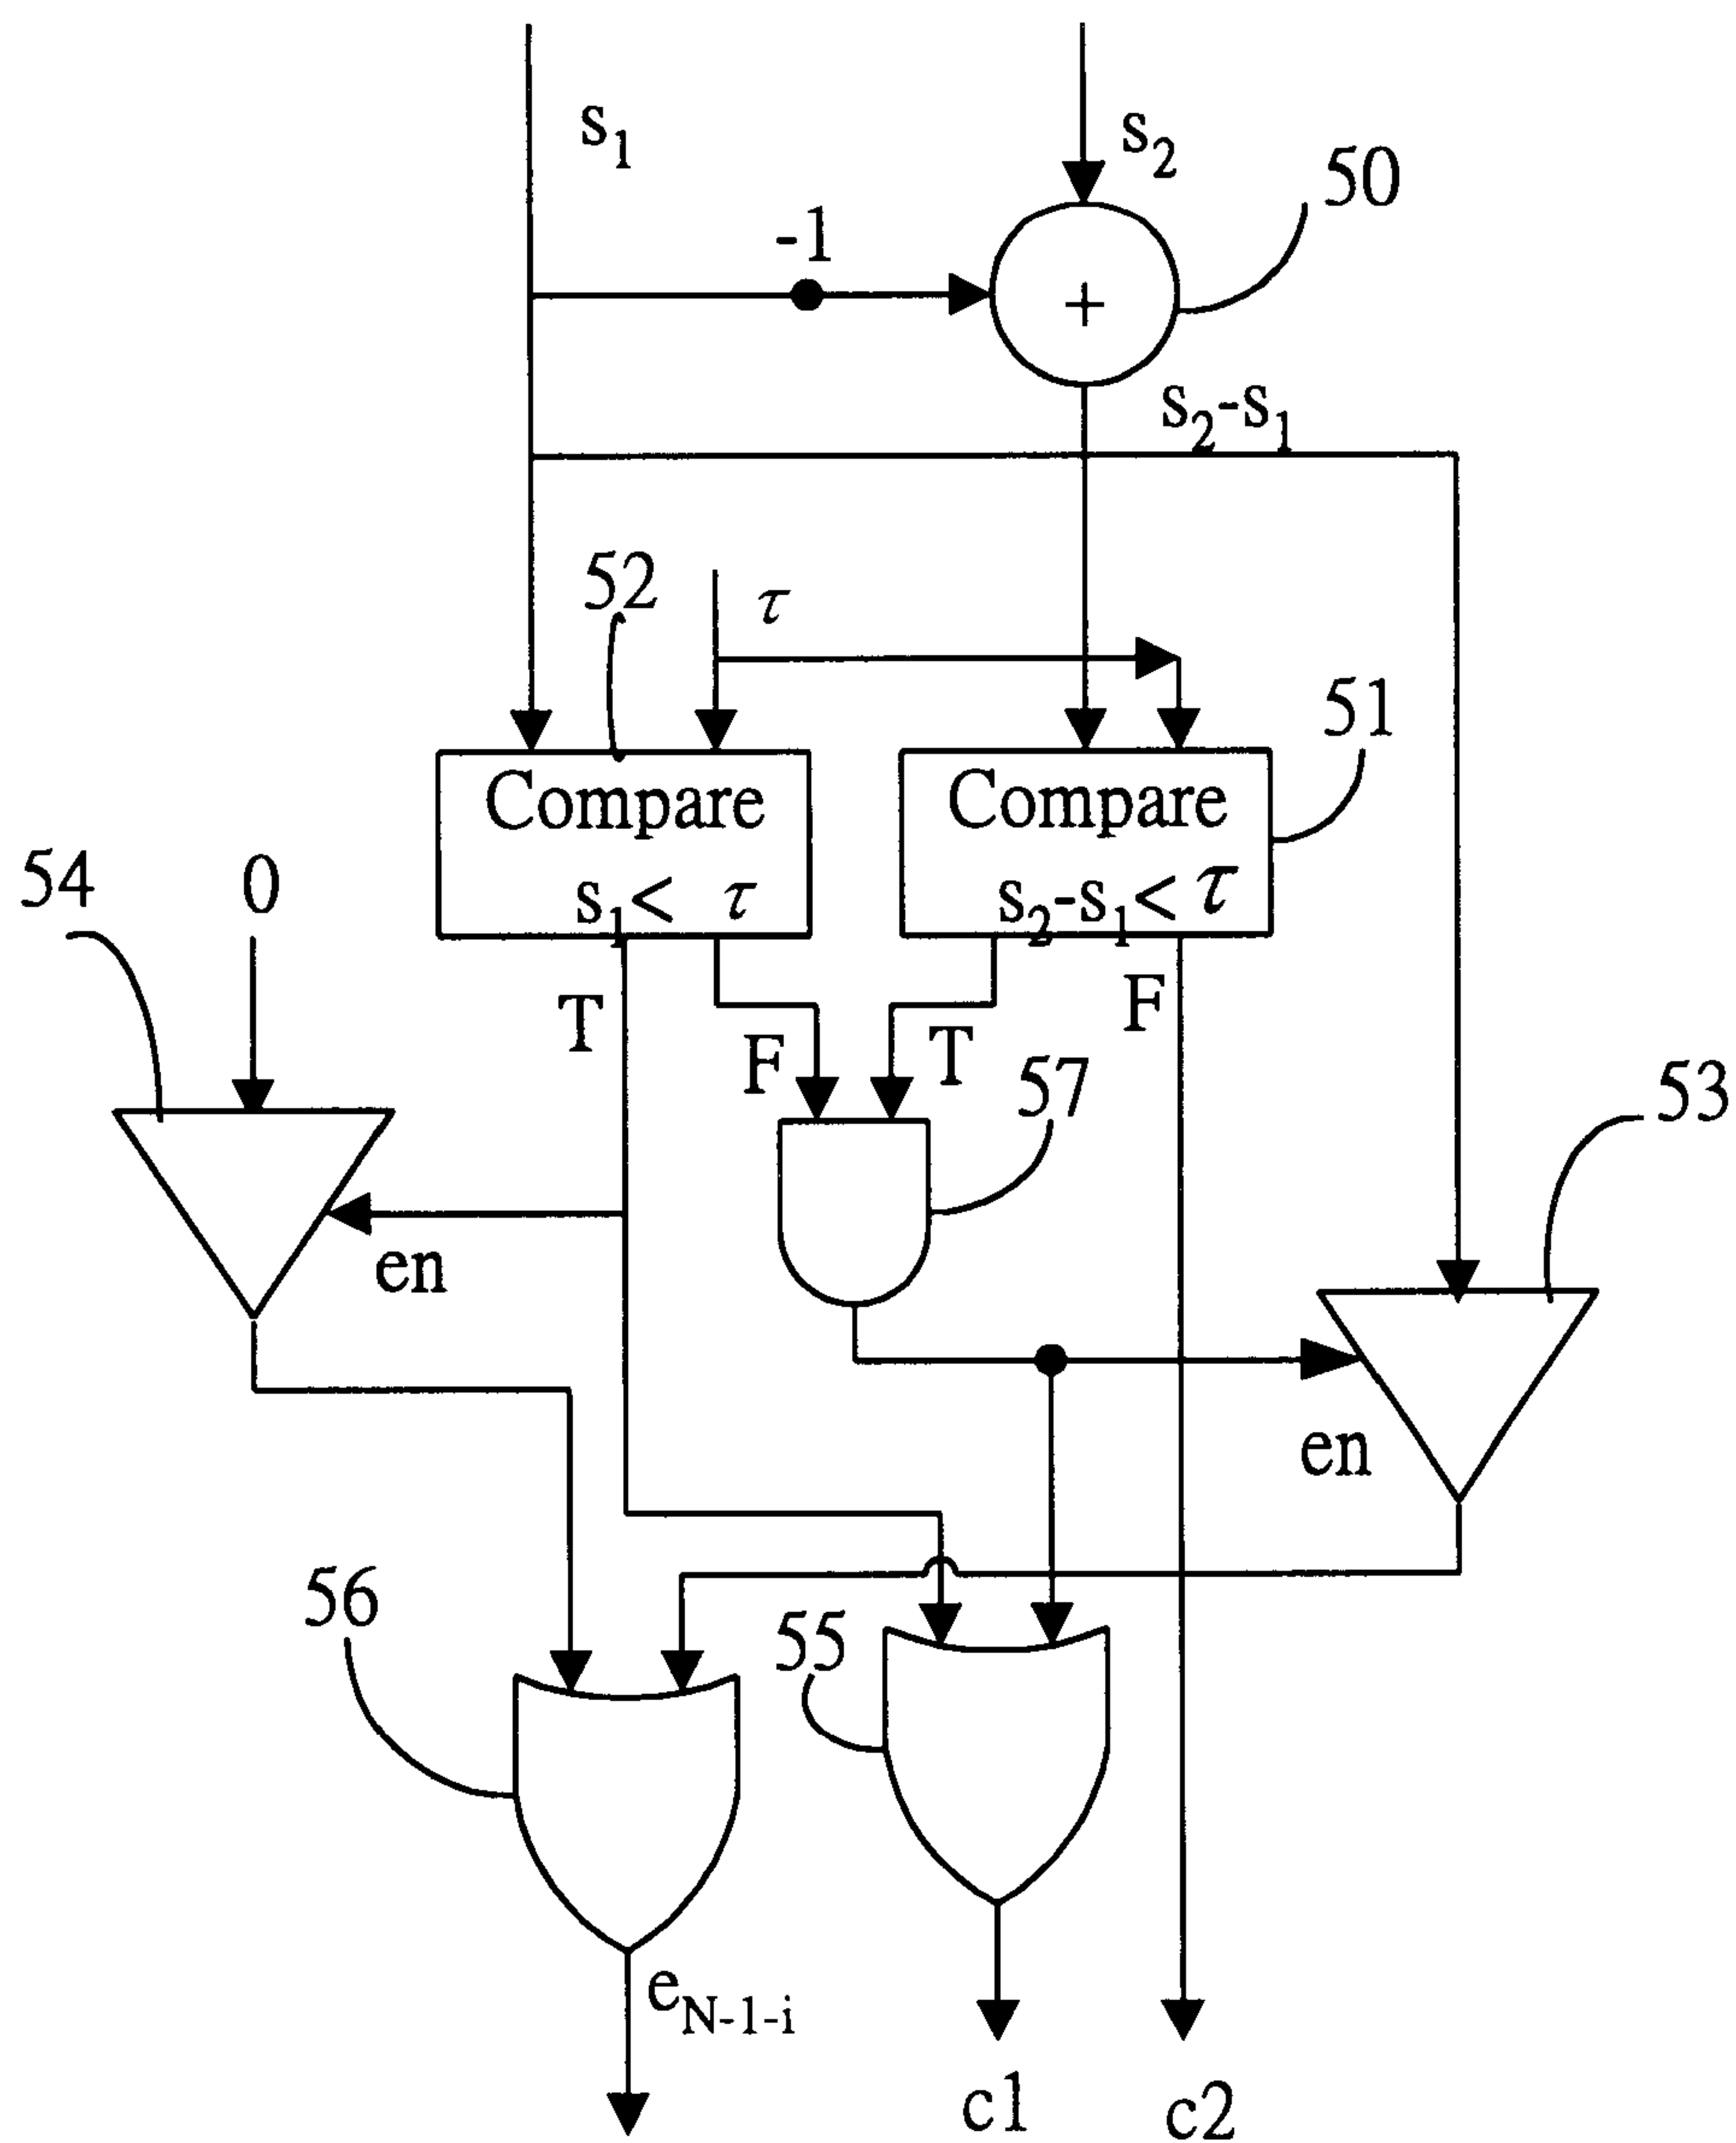 s₁
s₂
50
-1
+
s₂-s₁
52
τ
51
Compare
s₁< τ
Compare
s₂-s₁< τ
54
0
T
F
T
F
57
53
en
en
56
55
e_{N-1-i}
c1
c2